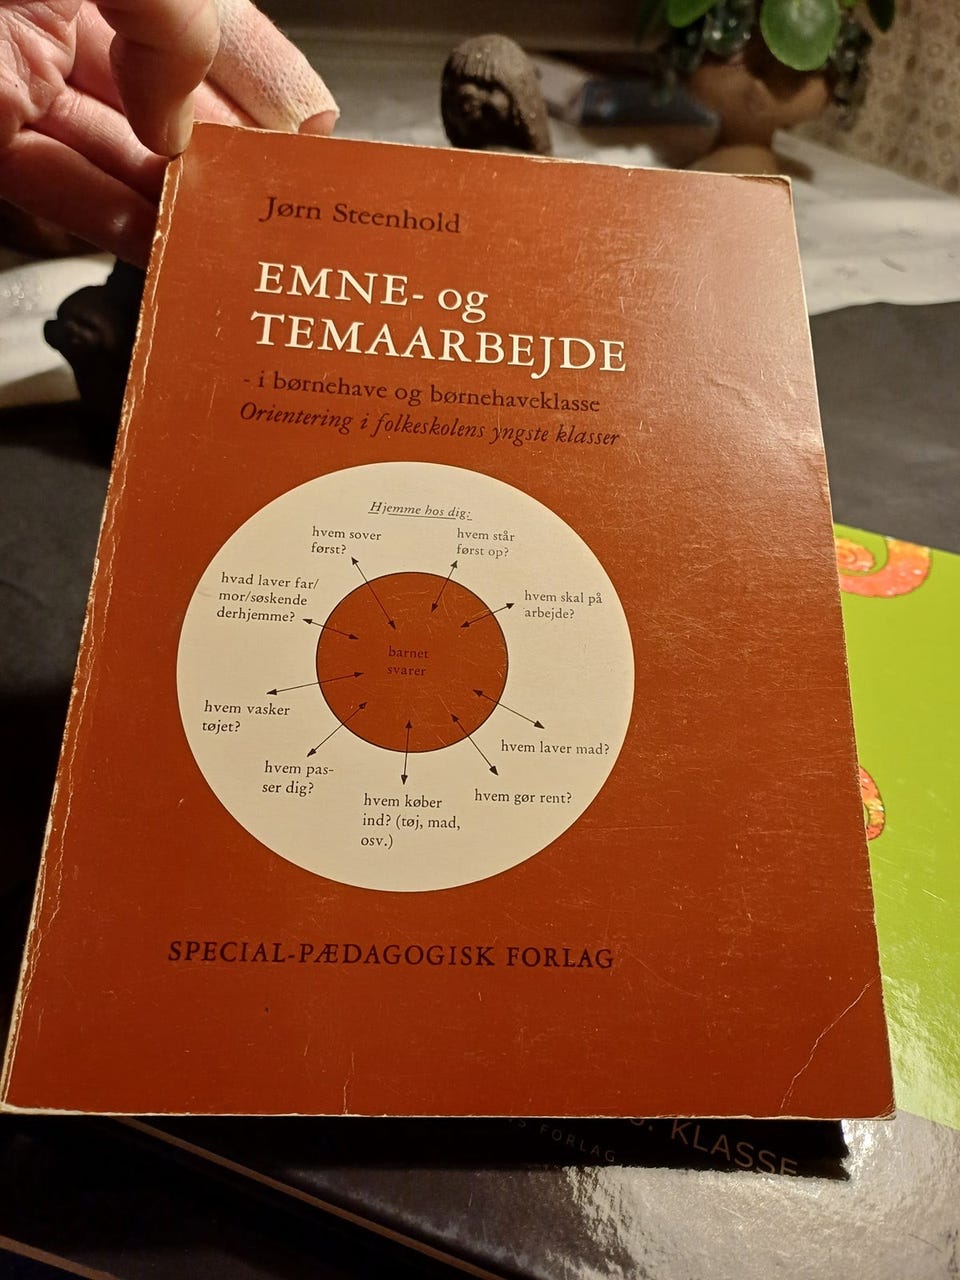 Jørn Steenhold
EMNE- og
TEMAARBEJDE
- i børnehave og børnehaveklasse
Orientering i folkeskolens yngste klasser
Hjemme hos dig:
hvem sover
først?
hvem står
først op?
hvad laver far/
mor/søskende
derhjemme?
hvem skal på
arbejde?
barnet
svarer
hvem vasker
tøjet?
hvem laver mad?
hvem pas-
ser dig?
hvem gør rent?
hvem køber
ind? (tøj, mad,
osv.)
SPECIAL-PÆDAGOGISK FORLAG
KLASSE
FORLAG